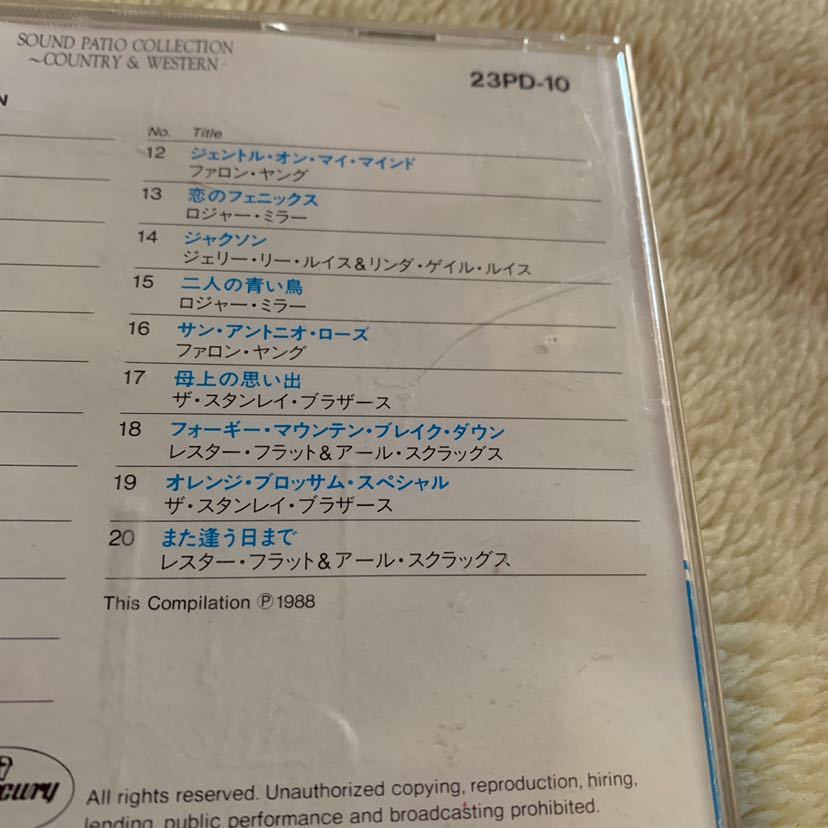 SOUND PATIO COLLECTION
~COUNTRY & WESTERN
23PD-10
N
No. Title
12 ジェントル・オン・マイ・マインド
ファロン・ヤング
13 恋のフェニックス
ロジャー・ミラー
14 ジャクソン
ジェリー・リー・ルイス&リンダ・ゲイル・ルイス
15 二人の青い鳥
ロジャー・ミラー
16 サン・アントニオ・ローズ
ファロン・ヤング
17 母上の思い出
ザ・スタンレイ・ブラザース
18 フォーギー・マウンテン・ブレイク・ダウン
レスター・フラット&アール・スクラッグス
19 オレンジ・ブロッサム・スペシャル
ザ・スタンレイ・ブラザース
20 また逢う日まで
レスター・フラット&アール・スクラッグス
This Compilation Ⓟ 1988
cury
All rights reserved. Unauthorized copying, reproduction, hiring,
lending, public performance and broadcasting prohibited.